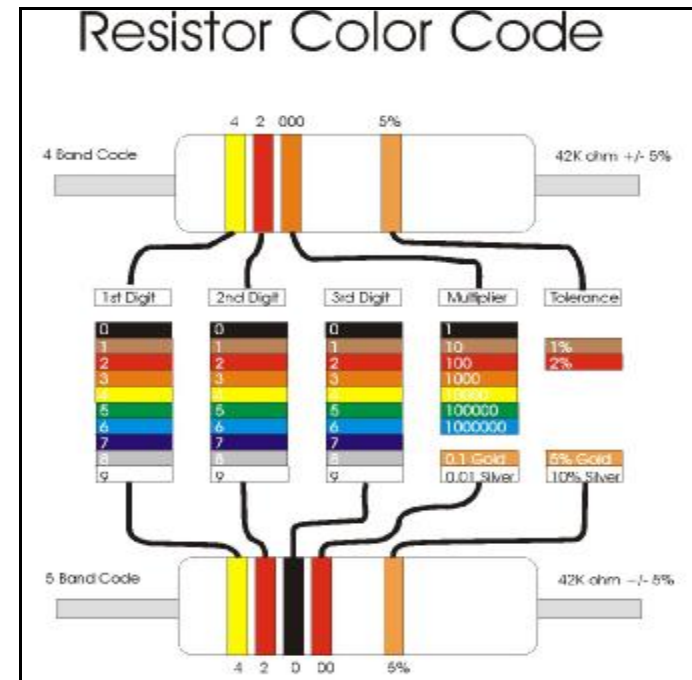 Resistor Color Code
4 2 000 5%
4 Band Code
42K ohm +/- 5%
1st Digit 2nd Digit 3rd Digit Multiplier Tolerance
0 0 0 1
1 1 1 10 1%
2 2 2 100 2%
3 3 3 1000
4 4 4 10000
5 5 5 100000
6 6 6 1000000
7 7 7
8 8 8 0.1 Gold 5% Gold
9 9 9 0.01 Silver 10% Silver
5 Band Code
42K ohm +/- 5%
4 2 0 00 5%